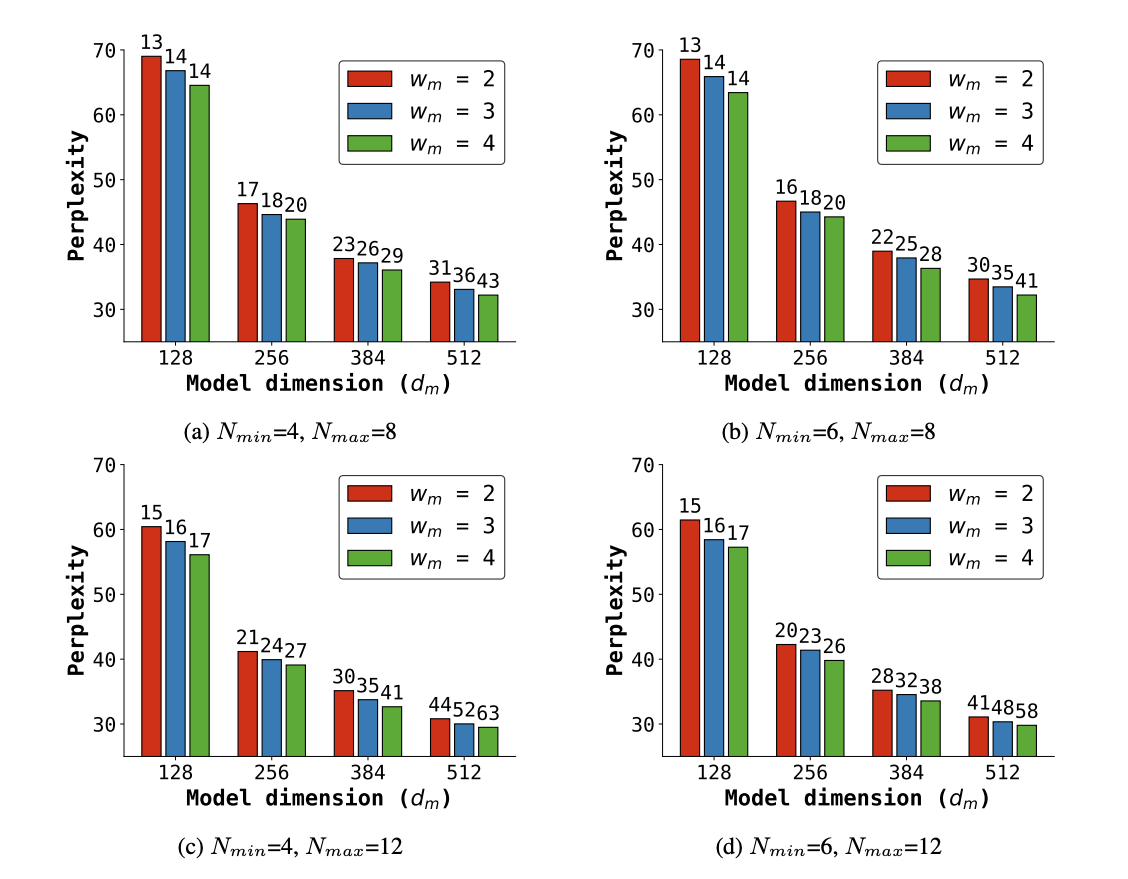 70
60
50
40
30
Perplexity
13 14 14
17 18 20
23 26 29
31 36 43
w_m = 2
w_m = 3
w_m = 4
128 256 384 512
Model dimension (d_m)
(a) N_min=4, N_max=8
70
60
50
40
30
Perplexity
13 14 14
16 18 20
22 25 28
30 35 41
w_m = 2
w_m = 3
w_m = 4
128 256 384 512
Model dimension (d_m)
(b) N_min=6, N_max=8
70
60
50
40
30
Perplexity
15 16 17
21 24 27
30 35 41
44 52 63
w_m = 2
w_m = 3
w_m = 4
128 256 384 512
Model dimension (d_m)
(c) N_min=4, N_max=12
70
60
50
40
30
Perplexity
15 16 17
20 23 26
28 32 38
41 48 58
w_m = 2
w_m = 3
w_m = 4
128 256 384 512
Model dimension (d_m)
(d) N_min=6, N_max=12